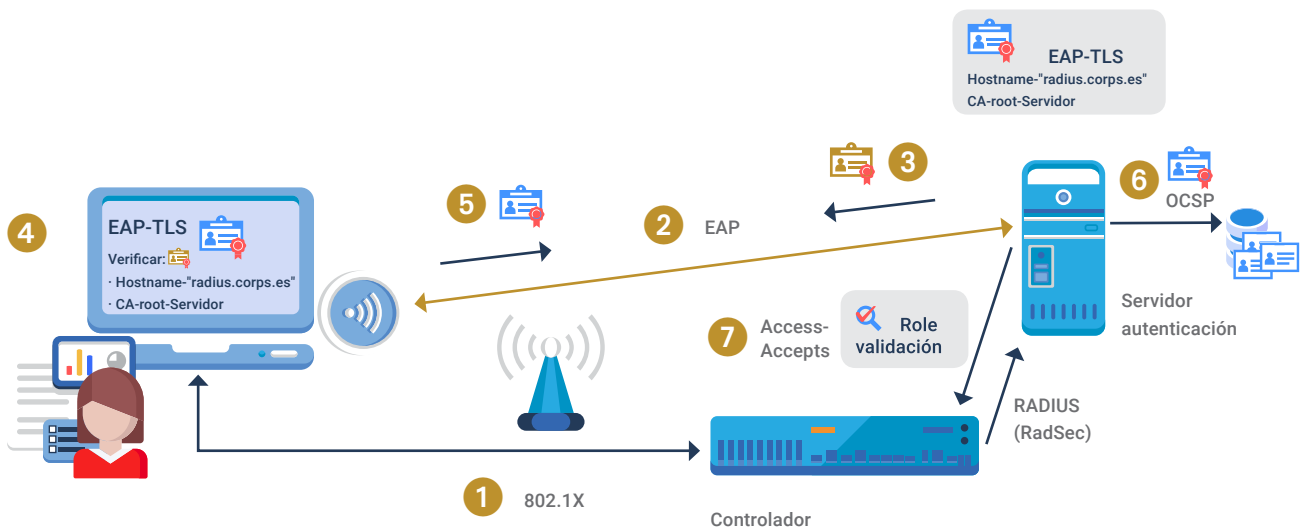 EAP-TLS
Hostname-"radius.corps.es"
CA-root-Servidor
3
6
OCSP
5
2
EAP
4
EAP-TLS
Verificar:
· Hostname-"radius.corps.es"
· CA-root-Servidor
Servidor
autenticación
7
Access-
Accepts
Role
validación
RADIUS
(RadSec)
1
802.1X
Controlador